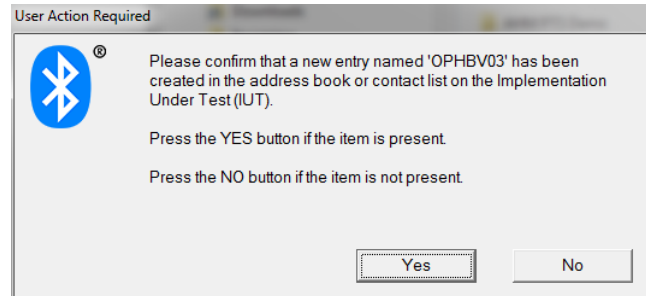 User Action Required
®
Please confirm that a new entry named 'OPHBV03' has been
created in the address book or contact list on the Implementation
Under Test (IUT).
Press the YES button if the item is present.
Press the NO button if the item is not present.
Yes
No